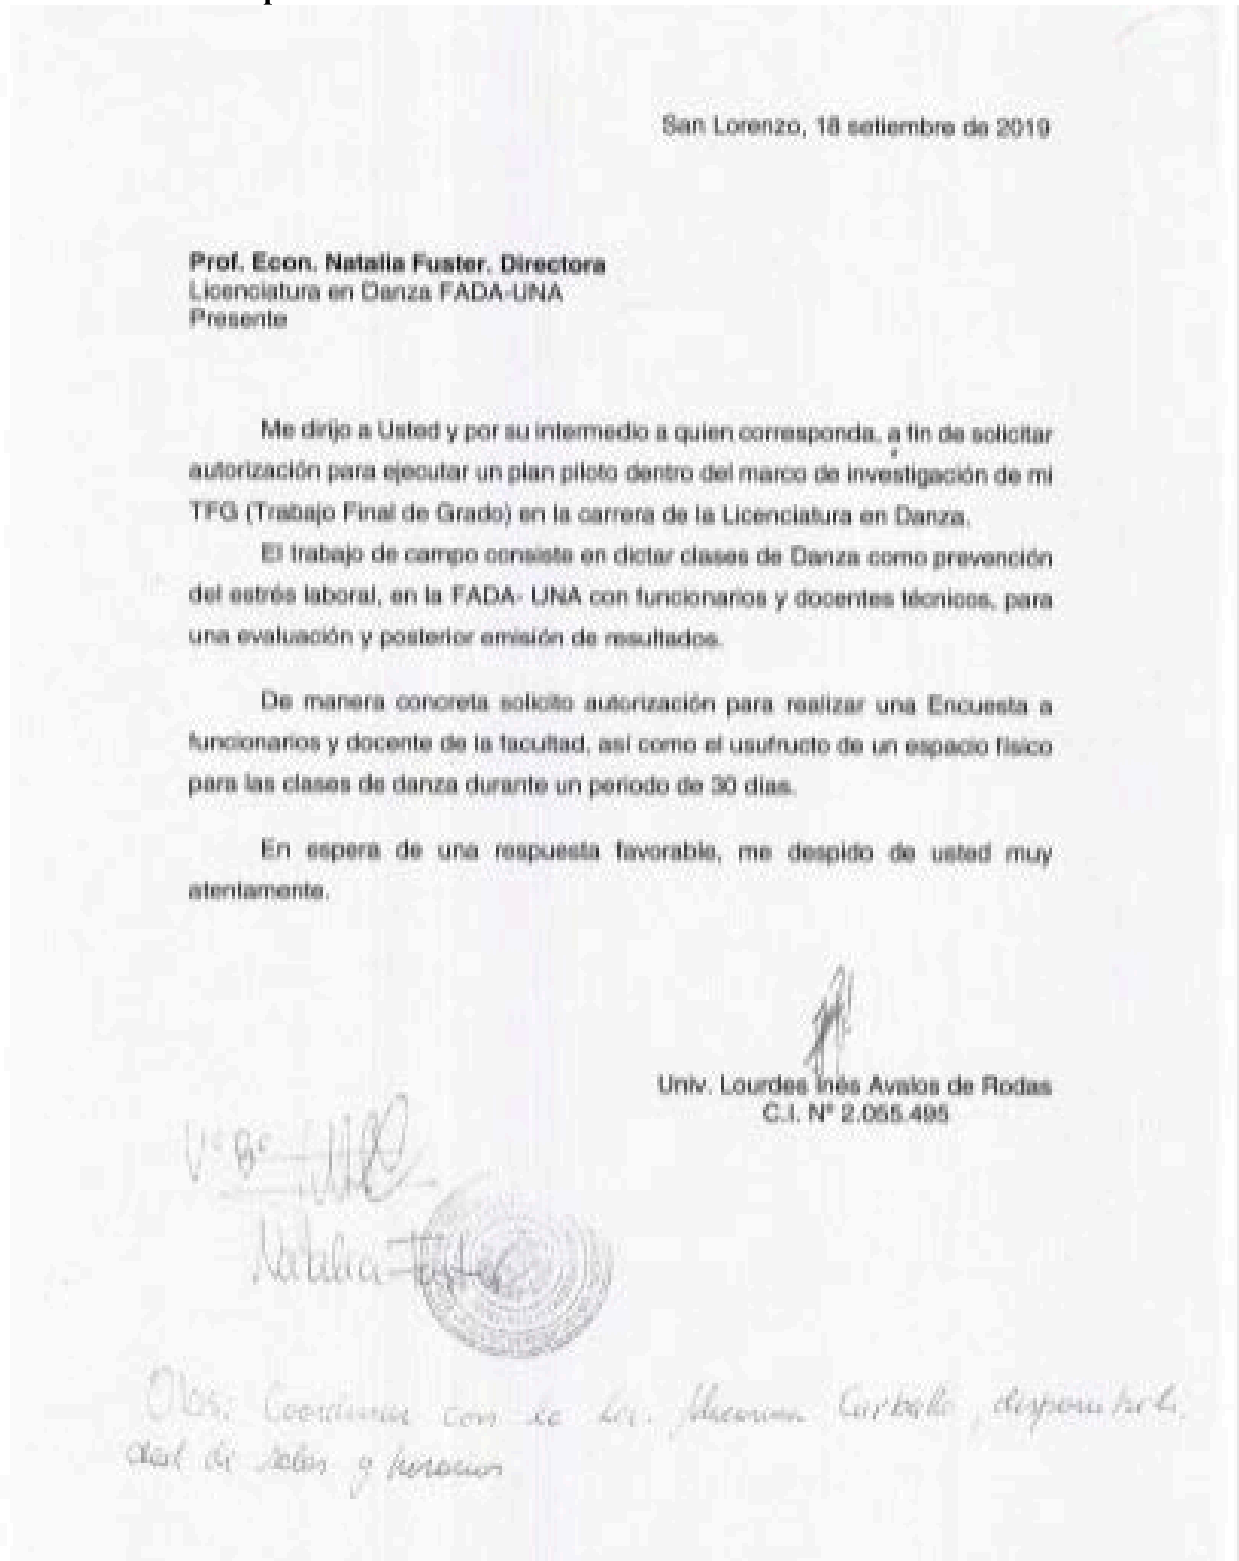 San Lorenzo, 18 setiembre de 2019
Prof. Econ. Natalia Fuster. Directora
Licenciatura en Danza FADA-UNA
Presente
Me dirijo a Usted y por su intermedio a quien corresponda, a fin de solicitar
autorización para ejecutar un plan piloto dentro del marco de investigación de mi
TFG (Trabajo Final de Grado) en la carrera de la Licenciatura en Danza.
El trabajo de campo consiste en dictar clases de Danza como prevención
del estrés laboral, en la FADA- UNA con funcionarios y docentes técnicos, para
una evaluación y posterior emisión de resultados.
De manera concreta solicito autorización para realizar una Encuesta a
funcionarios y docente de la facultad, así como el usufructo de un espacio físico
para las clases de danza durante un periodo de 30 días.
En espera de una respuesta favorable, me despido de usted muy
atentamente.
Univ. Lourdes Inés Avalos de Rodas
C.I. Nº 2.055.495
VºBº
Natalia Fuster
Obs: Coordinar con la Lic. Carballo, disponibili-
dad de salas y horarios